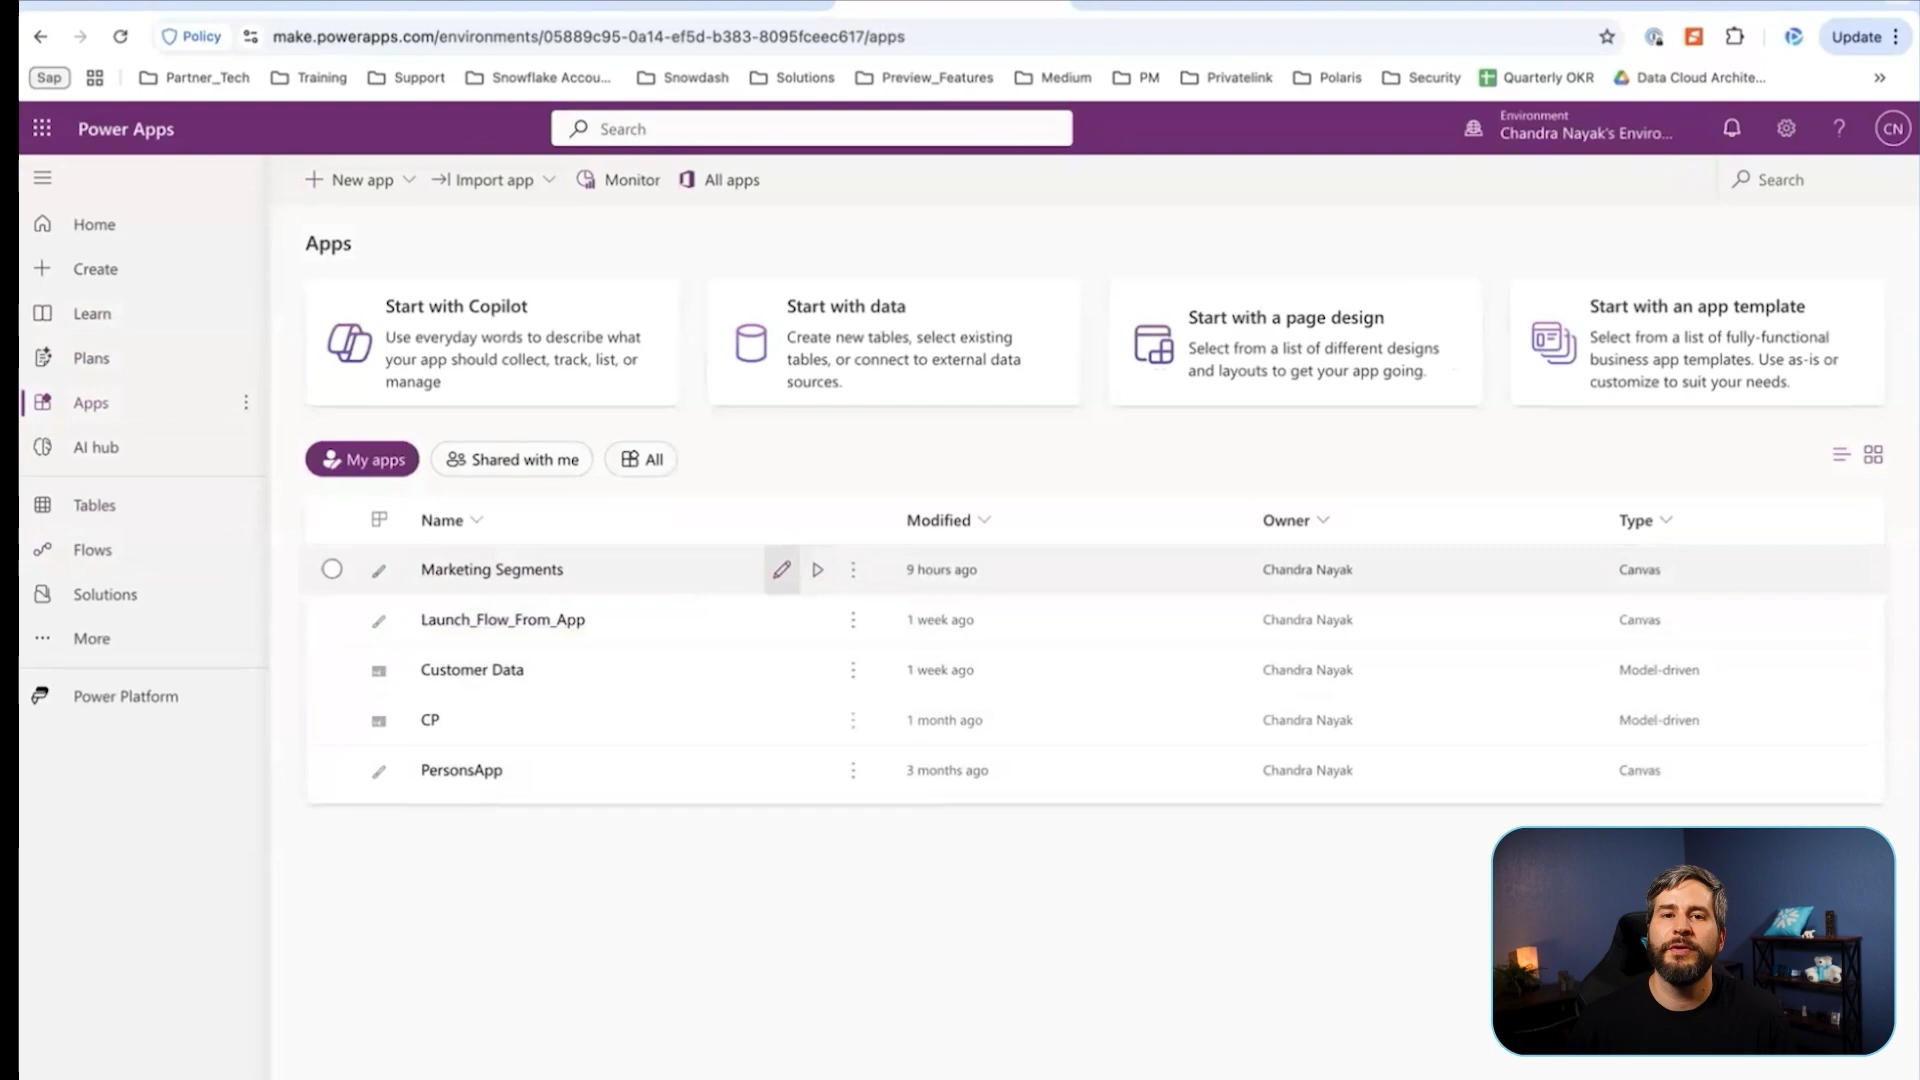 Policy
make.powerapps.com/environments/05889c95-0a14-ef5d-b383-8095fceec617/apps
Update
Sap
Partner_Tech
Training
Support
Snowflake Accou...
Snowdash
Solutions
Preview_Features
Medium
PM
Privatelink
Polaris
Security
Quarterly OKR
Data Cloud Archite...
»
Power Apps
Search
Environment
Chandra Nayak's Enviro...
?
CN
New app
Import app
Monitor
All apps
Search
Home
Create
Learn
Plans
Apps
AI hub
Tables
Flows
Solutions
More
Power Platform
Apps
Start with Copilot
Use everyday words to describe what
your app should collect, track, list, or
manage
Start with data
Create new tables, select existing
tables, or connect to external data
sources.
Start with a page design
Select from a list of different designs
and layouts to get your app going.
Start with an app template
Select from a list of fully-functional
business app templates. Use as-is or
customize to suit your needs.
My apps
Shared with me
All
Name
Modified
Owner
Type
Marketing Segments
9 hours ago
Chandra Nayak
Canvas
Launch_Flow_From_App
1 week ago
Chandra Nayak
Canvas
Customer Data
1 week ago
Chandra Nayak
Model-driven
CP
1 month ago
Chandra Nayak
Model-driven
PersonsApp
3 months ago
Chandra Nayak
Canvas